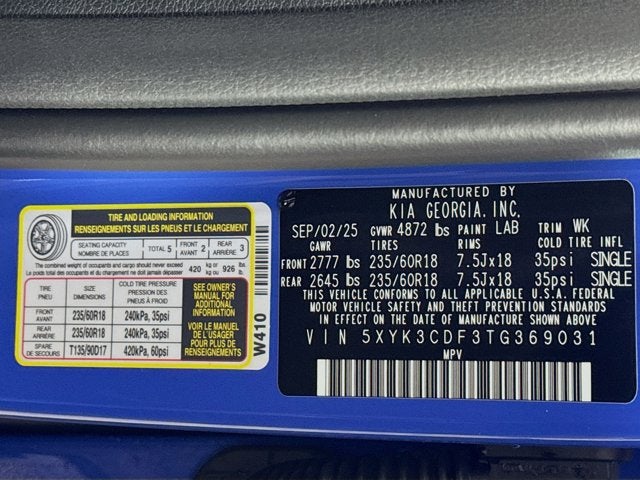 TIRE AND LOADING INFORMATION
RENSEIGNEMENTS SUR LES PNEUS ET LE CHARGEMENT
SEATING CAPACITY
NOMBRE DE PLACES
TOTAL 5
FRONT
AVANT 2
REAR
ARRIÈRE 3
The combined weight of occupants and cargo should never exceed
Le poids total des occupants et du chargement ne doit jamais dépasser
420 kg or kg ou
926 lbs. lb.
TIRE
PNEU
SIZE
DIMENSIONS
COLD TIRE PRESSURE
PRESSION DES
PNEUS À FROID
FRONT
AVANT
235/60R18
240kPa, 35psi
REAR
ARRIÈRE
235/60R18
240kPa, 35psi
SPARE
DE SECOURS
T135/90D17
420kPa, 60psi
SEE OWNER'S
MANUAL FOR
ADDITIONAL
INFORMATION
VOIR LE MANUEL
DE L'USAGER
POUR PLUS DE
RENSEIGNEMENTS
W410
MANUFACTURED BY
KIA GEORGIA, INC.
SEP/02/25 GVWR 4872 lbs PAINT LAB TRIM WK
GAWR TIRES RIMS COLD TIRE INFL
FRONT 2777 lbs 235/60R18 7.5Jx18 35psi SINGLE
REAR 2645 lbs 235/60R18 7.5Jx18 35psi SINGLE
THIS VEHICLE CONFORMS TO ALL APPLICABLE U.S.A. FEDERAL
MOTOR VEHICLE SAFETY AND THEFT PREVENTION STANDARDS
IN EFFECT ON THE DATE OF MANUFACTURE SHOWN ABOVE.
VIN 5XYK3CDF3TG369031
MPV